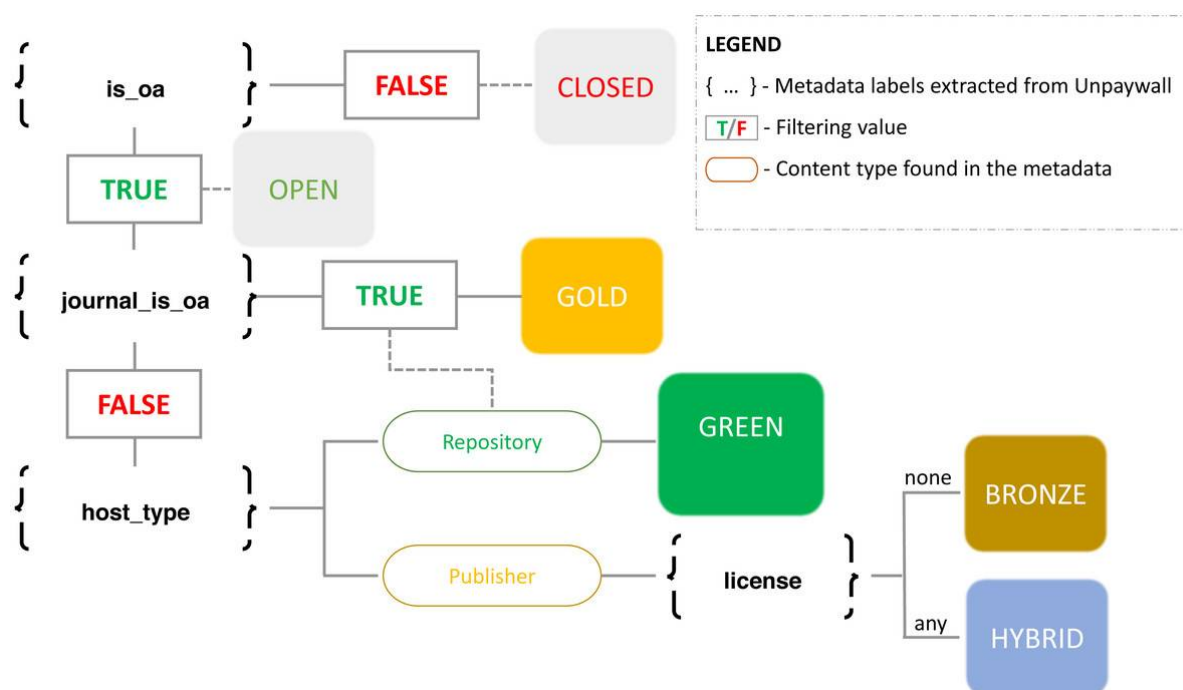 is_oa
FALSE
CLOSED
LEGEND
{ ... } - Metadata labels extracted from Unpaywall
T/F - Filtering value
- Content type found in the metadada
TRUE
OPEN
journal_is_oa
TRUE
GOLD
FALSE
Repository
GREEN
host_type
Publisher
license
none
BRONZE
any
HYBRID